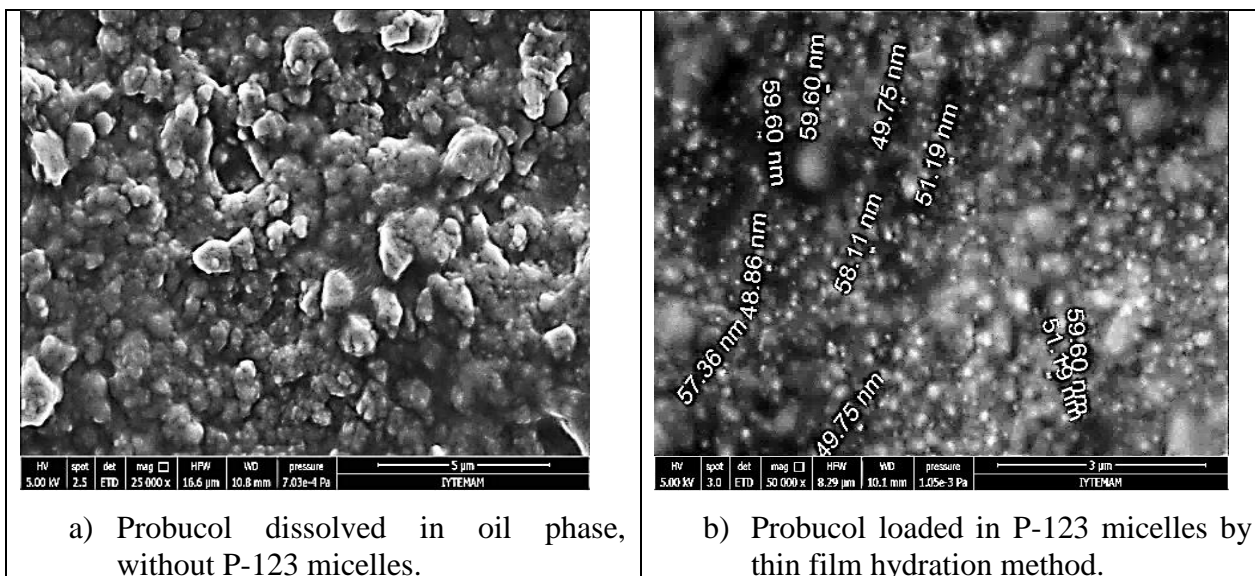 HV spot det mag □ HFW WD pressure 5 µm
5.00 kV 2.5 ETD 25 000 x 16.6 µm 10.8 mm 7.03e-4 Pa IYTEMAM
a) Probucol dissolved in oil phase,
without P-123 micelles.
59.60 nm
59.60 nm
49.75 nm
51.19 nm
48.86 nm
58.11 nm
57.36 nm
49.75 nm
51.19 nm
59.60 nm
HV spot det mag □ HFW WD pressure 3 µm
5.00 kV 3.0 ETD 50 000 x 8.29 µm 10.1 mm 1.05e-3 Pa IYTEMAM
b) Probucol loaded in P-123 micelles by
thin film hydration method.